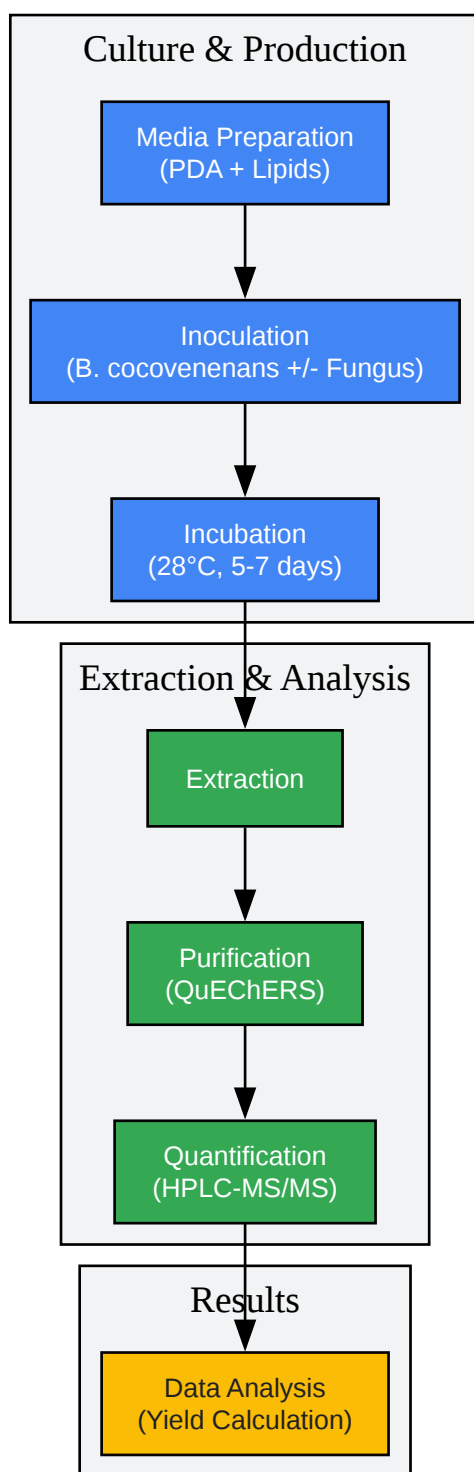 Culture & Production
Media Preparation
(PDA + Lipids)
Inoculation
(B. cocovenenans +/- Fungus)
Incubation
(28°C, 5-7 days)
Extraction & Analysis
Extraction
Purification
(QuEChERS)
Quantification
(HPLC-MS/MS)
Results
Data Analysis
(Yield Calculation)